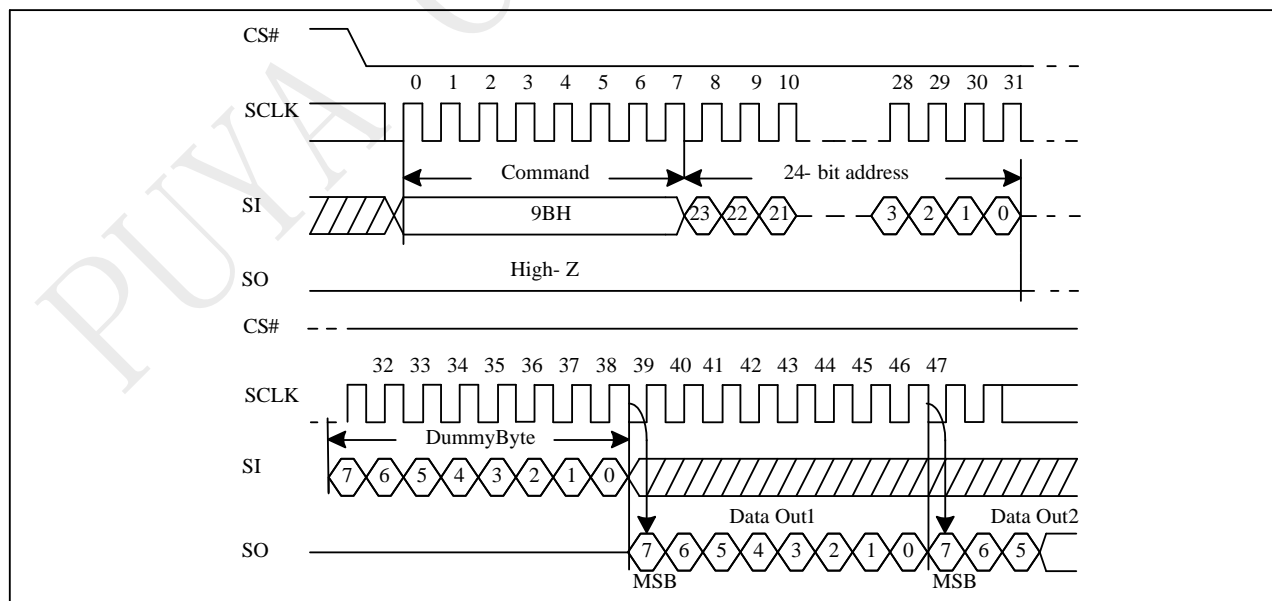 PUYA
CS#
0 1 2 3 4 5 6 7 8 9 10 28 29 30 31
SCLK
Command 24- bit address
SI 9BH 23 22 21 3 2 1 0
SO High- Z
CS#
32 33 34 35 36 37 38 39 40 41 42 43 44 45 46 47
SCLK
DummyByte
SI 7 6 5 4 3 2 1 0
Data Out1 Data Out2
SO 7 6 5 4 3 2 1 0 7 6 5
MSB MSB